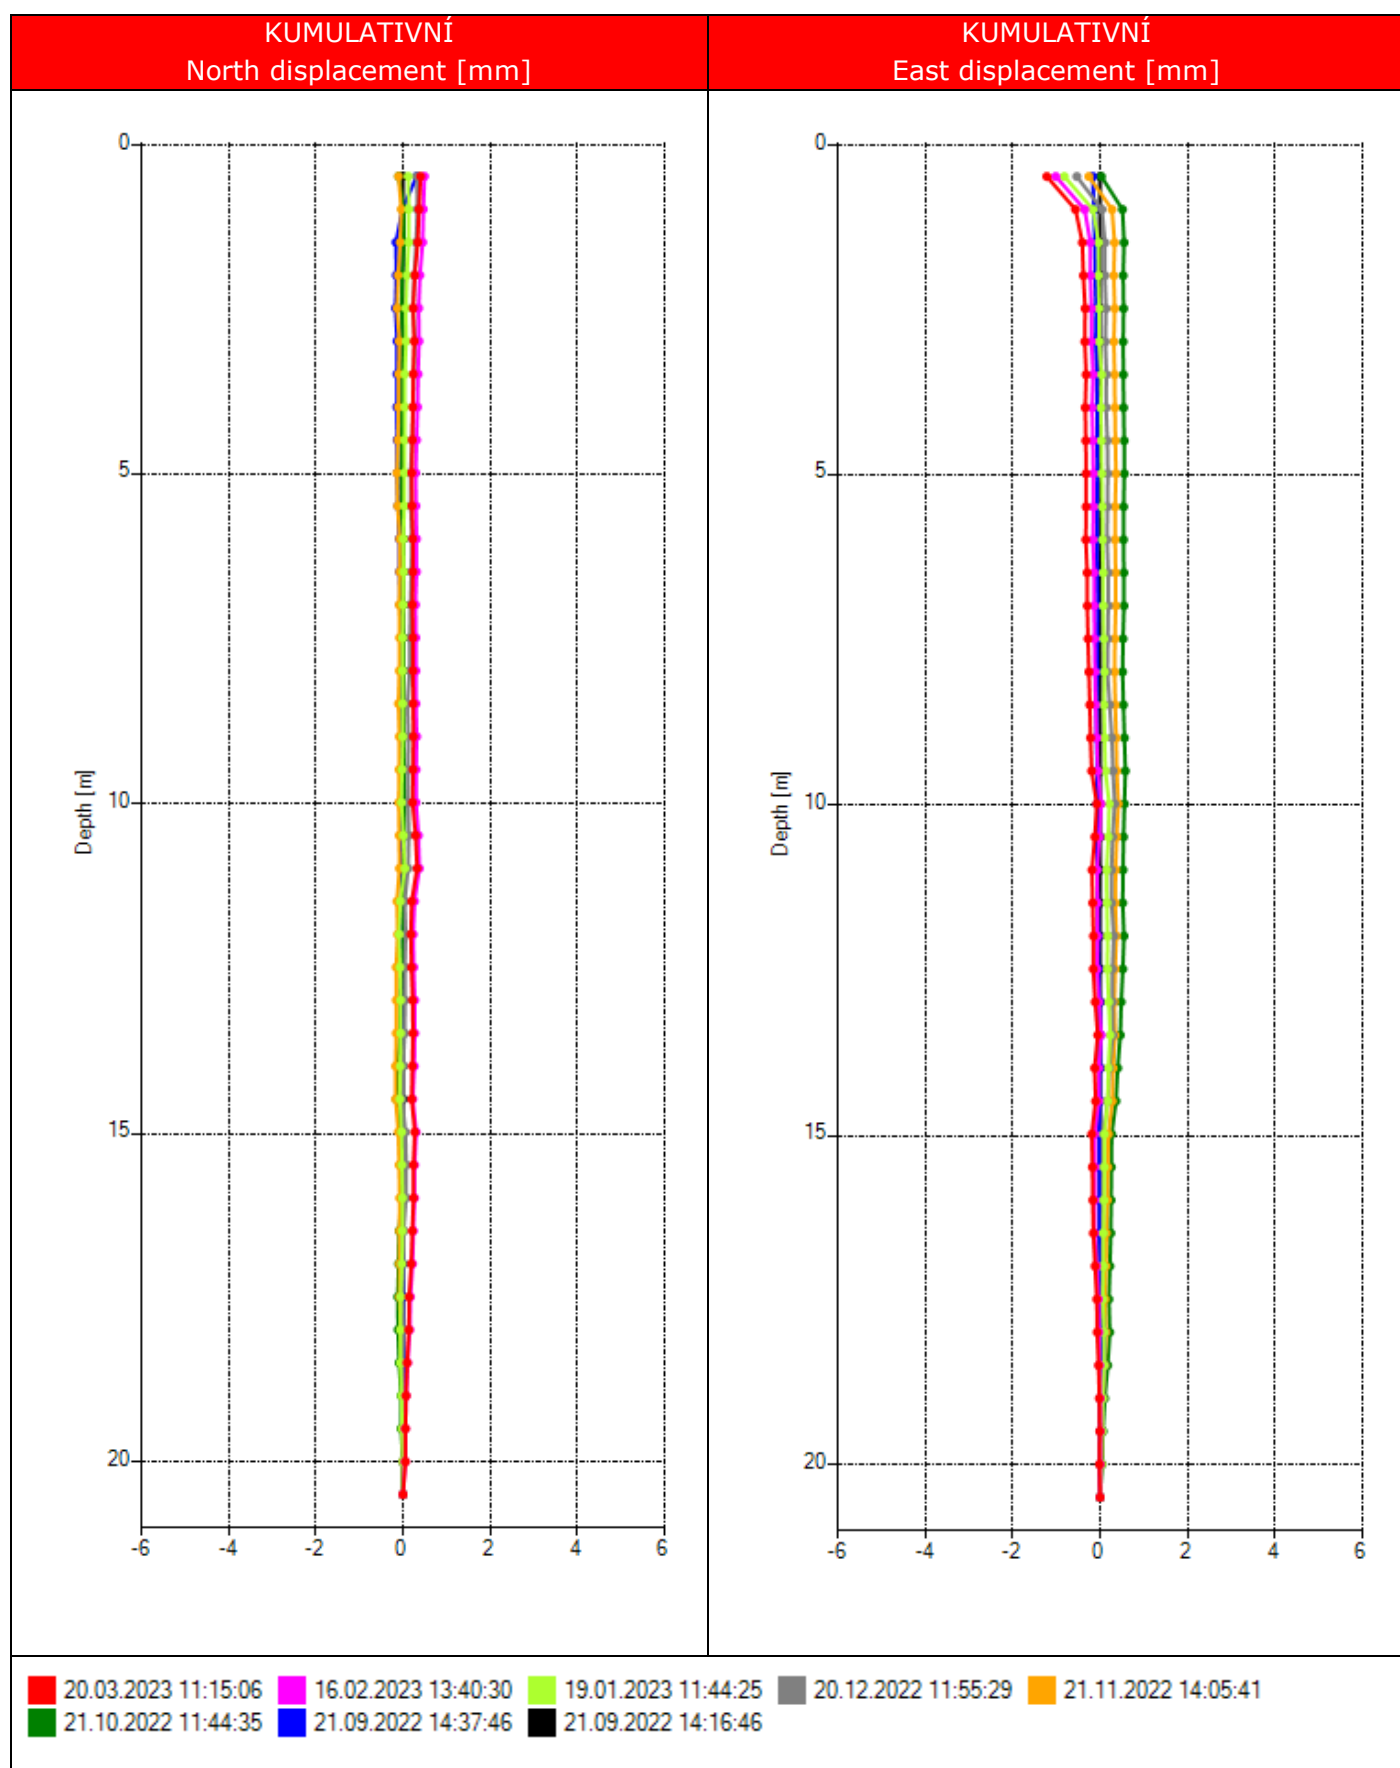 KUMULATIVNÍ
North displacement [mm]
KUMULATIVNÍ
East displacement [mm]
0
5
10
15
20
Depth [m]
-6 -4 -2 0 2 4 6
0
5
10
15
20
Depth [m]
-6 -4 -2 0 2 4 6
20.03.2023 11:15:06 16.02.2023 13:40:30 19.01.2023 11:44:25 20.12.2022 11:55:29 21.11.2022 14:05:41
21.10.2022 11:44:35 21.09.2022 14:37:46 21.09.2022 14:16:46